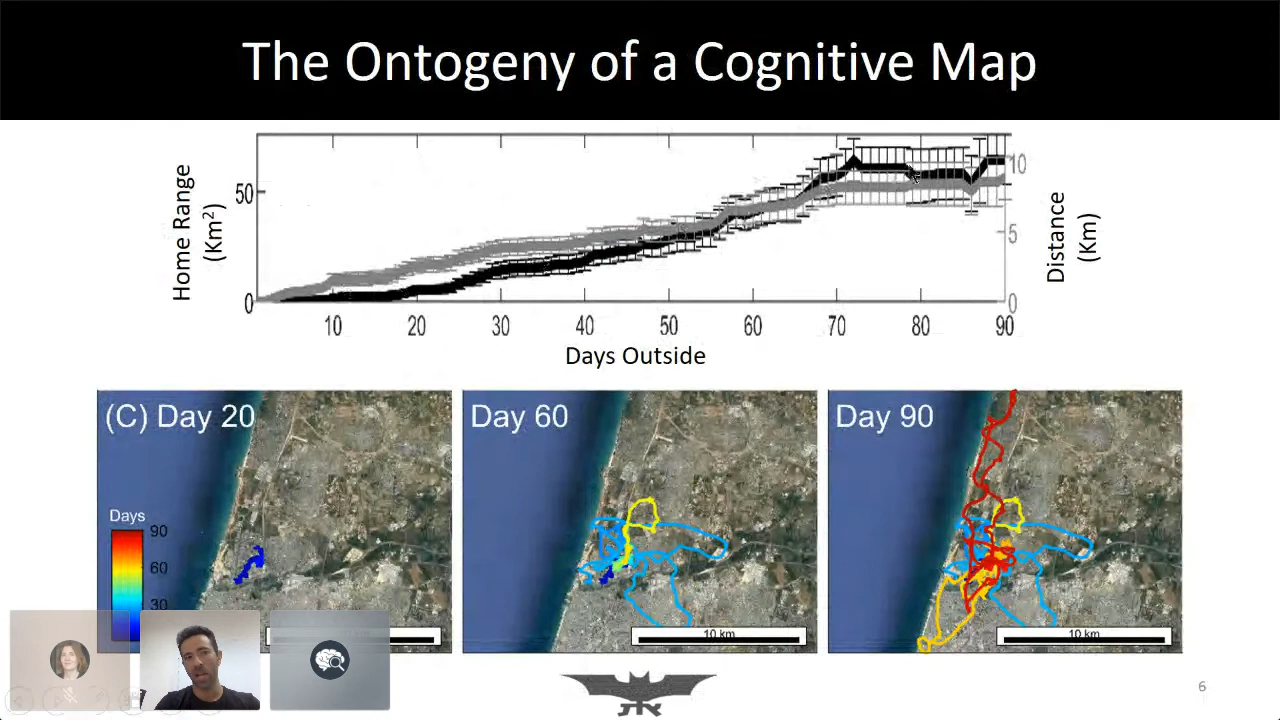 The Ontogeny of a Cognitive Map
Home Range
(Km²)
50
0
10
5
0
Distance
(Km)
10 20 30 40 50 60 70 80 90
Days Outside
(C) Day 20
Day 60
Day 90
Days
90
60
30
10 km
10 km
6